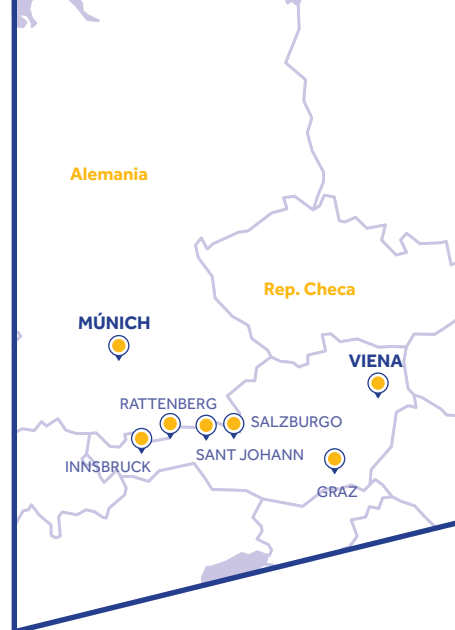 Alemania
Rep. Checa
MÚNICH
VIENA
RATTENBERG
SALZBURGO
SANT JOHANN
INNSBRUCK
GRAZ